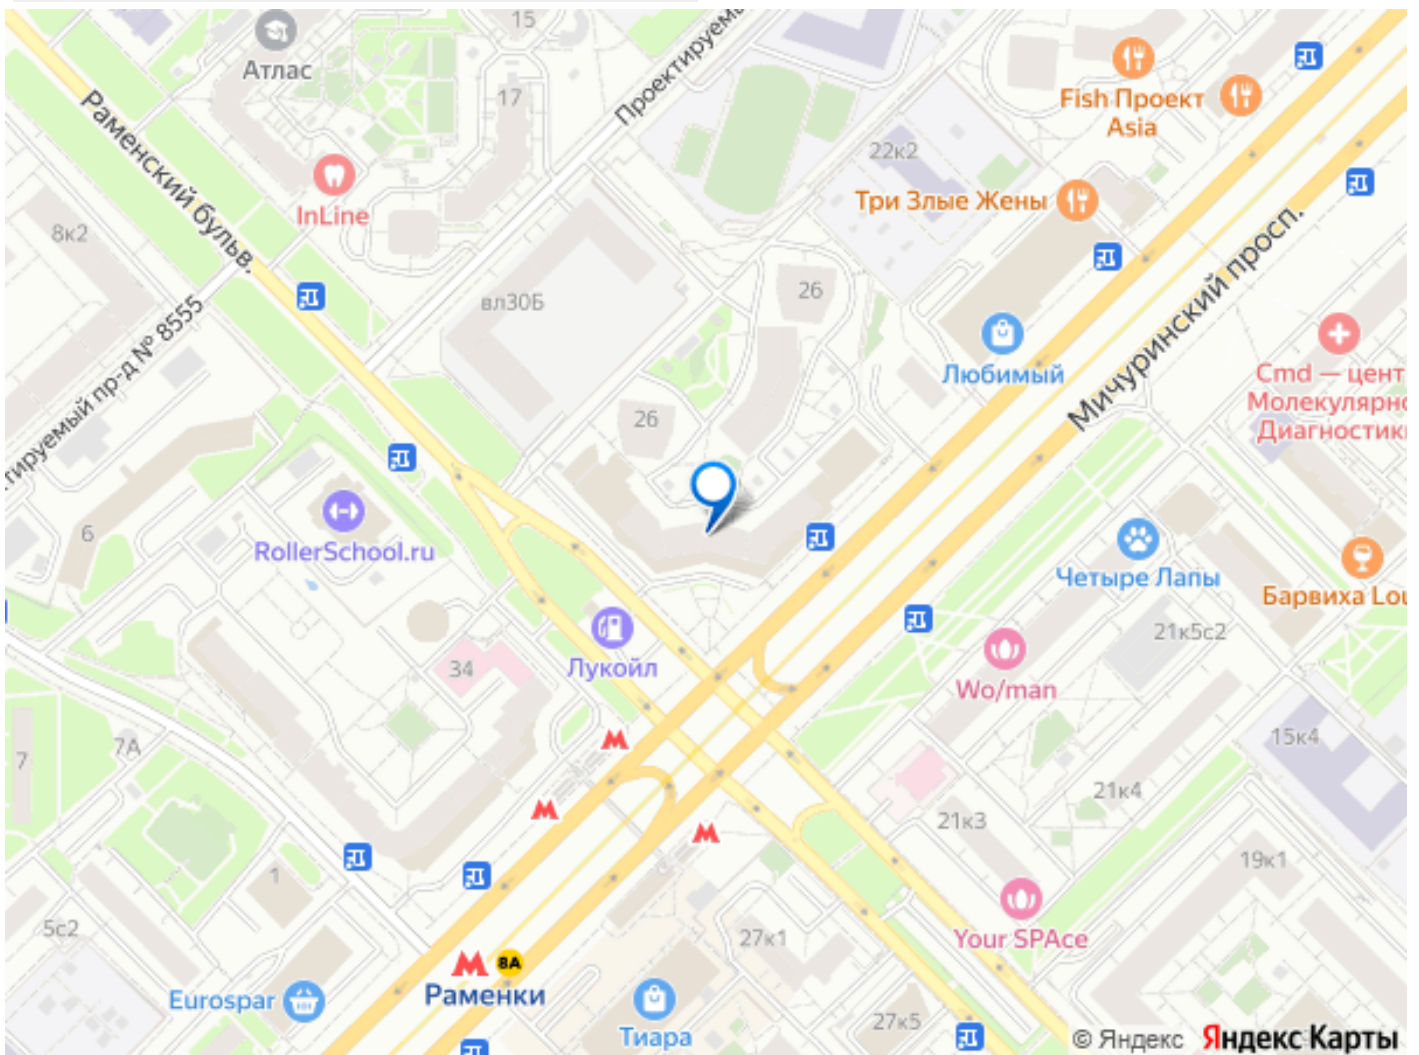 15
Атлас
Проектируем
17
Fish Проект
Asia
Раменский бульв.
22к2
InLine
Три Злые Жены
8к2
вл30Б
26
Мичуринский просп.
тируемый пр-д № 8555
Любимый
Cmd — цент
Молекулярно
Диагностик
26
6
RollerSchool.ru
Четыре Лапы
Барвиха Lou
21к5с2
34
Лукойл
Wo/man
7А
7
15к4
21к4
21к3
19к1
1
5с2
Your SPAce
27к1
8А
Раменки
Eurospar
Тиара
27к5
© Яндекс Яндекс Карты